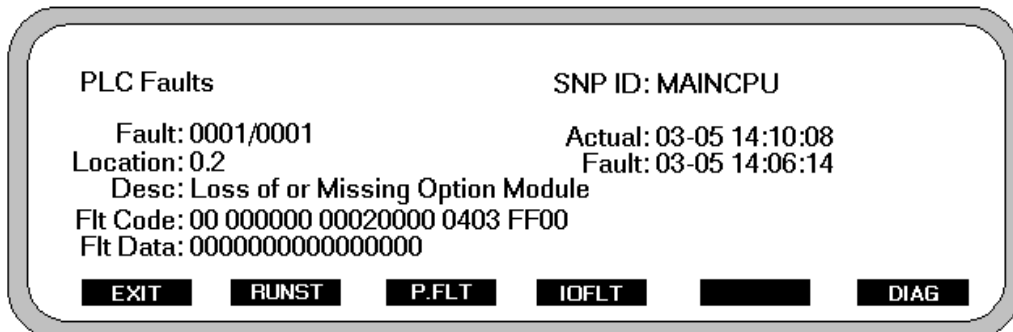 PLC Faults SNP ID: MAINCPU
Fault: 0001/0001 Actual: 03-05 14:10:08
Location: 0.2 Fault: 03-05 14:06:14
Desc: Loss of or Missing Option Module
Flt Code: 00 000000 00020000 0403 FF00
Flt Data: 0000000000000000
EXIT RUNST P.FLT IOFLT DIAG